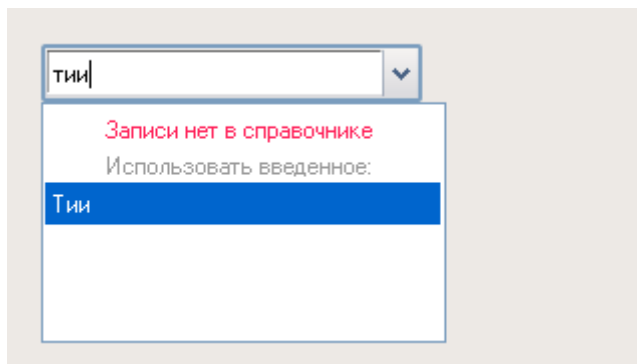 тии
Записи нет в справочнике
Использовать введенное:
Тии